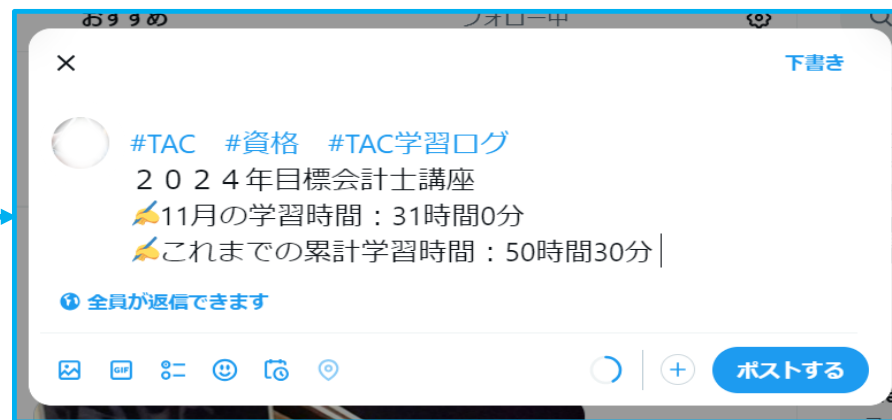 おすすめ
フォロー中
下書き
#TAC　#資格　#TAC学習ログ
２０２４年目標会計士講座
✍11月の学習時間：31時間0分
✍これまでの累計学習時間：50時間30分
全員が返信できます
GIF
ポストする